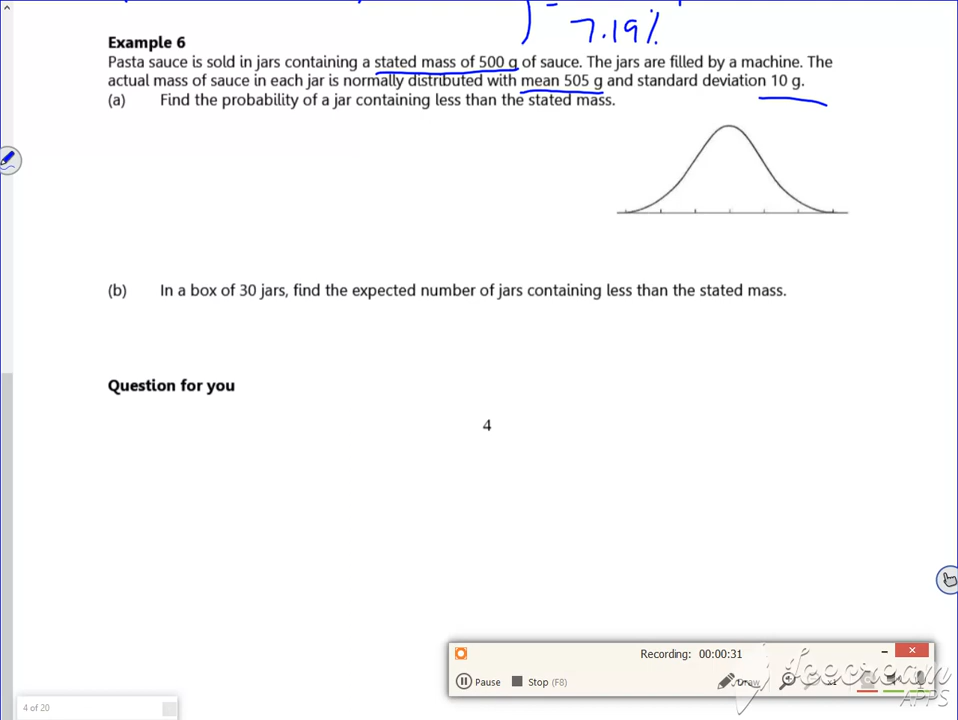 7.19%
Example 6
Pasta sauce is sold in jars containing a stated mass of 500 g of sauce. The jars are filled by a machine. The
actual mass of sauce in each jar is normally distributed with mean 505 g and standard deviation 10 g.
(a) Find the probability of a jar containing less than the stated mass.
(b) In a box of 30 jars, find the expected number of jars containing less than the stated mass.
Question for you
4
Recording: 00:00:31
Pause Stop (F8) Draw x1
icecream
APPS
4 of 20